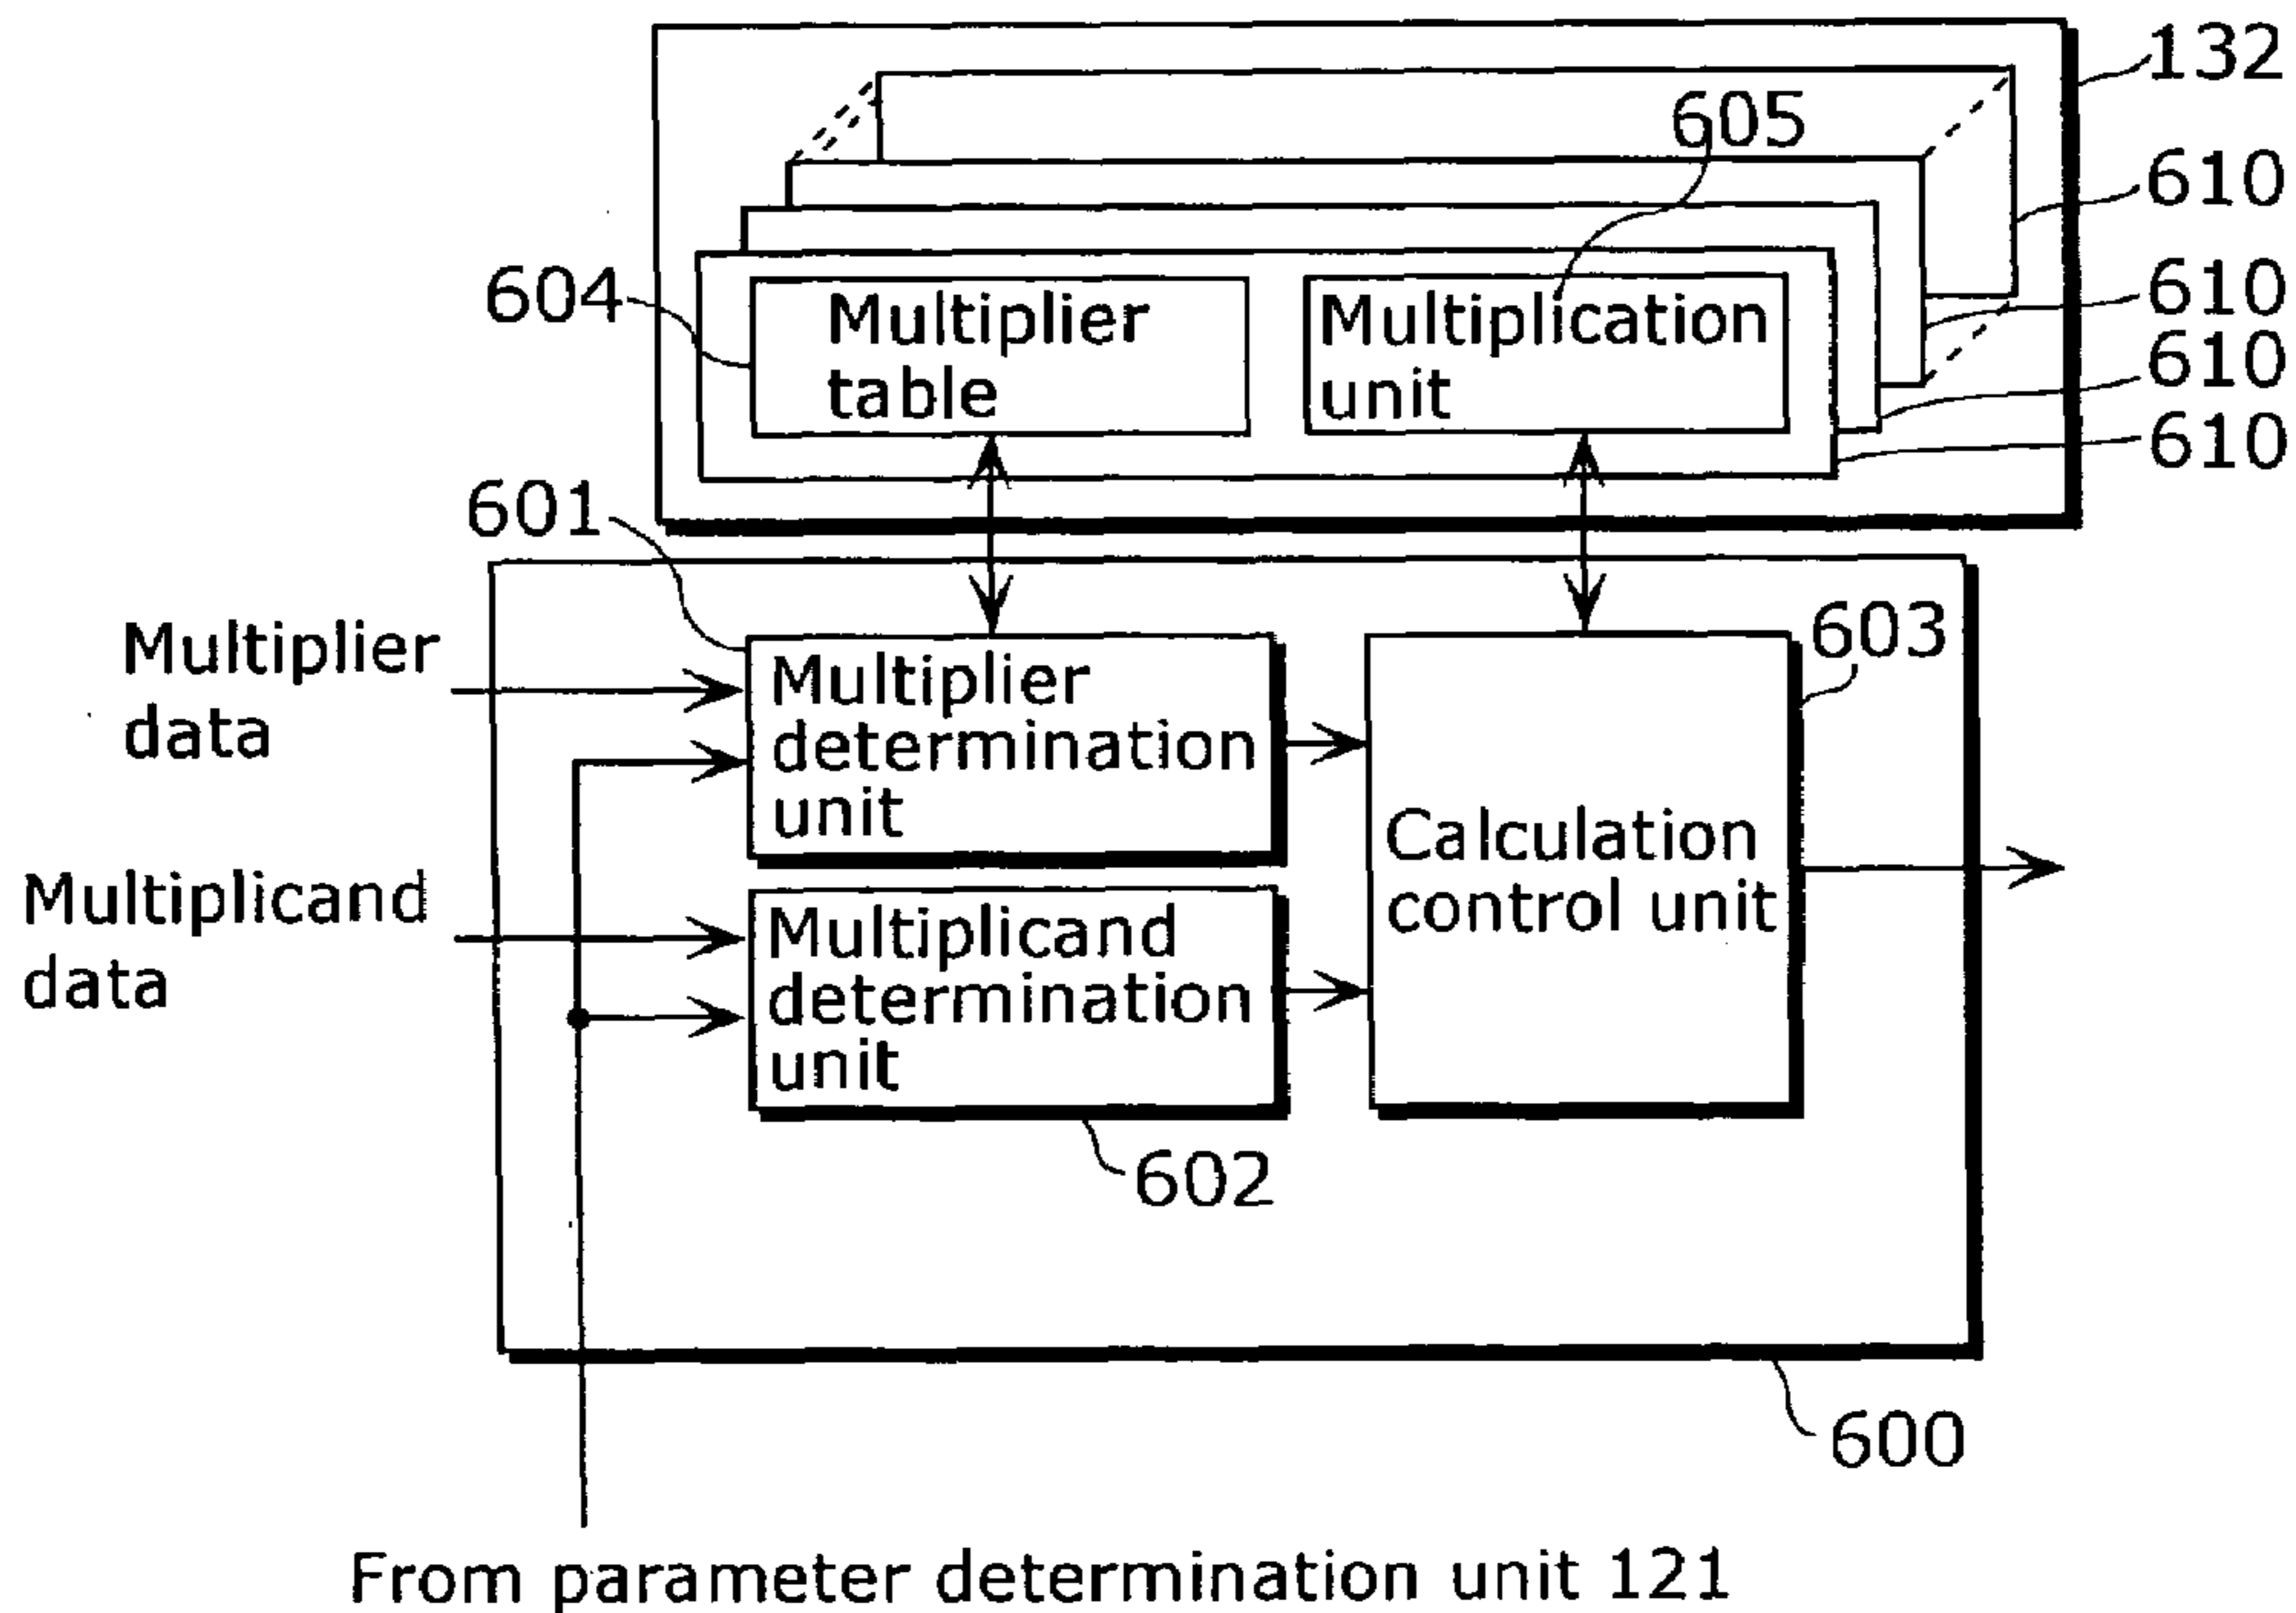 132
605
610
604
Multiplier
table
Multiplication
unit
610
610
610
601
Multiplier
data
Multiplier
determination
unit
603
Calculation
control unit
Multiplicand
data
Multiplicand
determination
unit
602
600
From parameter determination unit 121